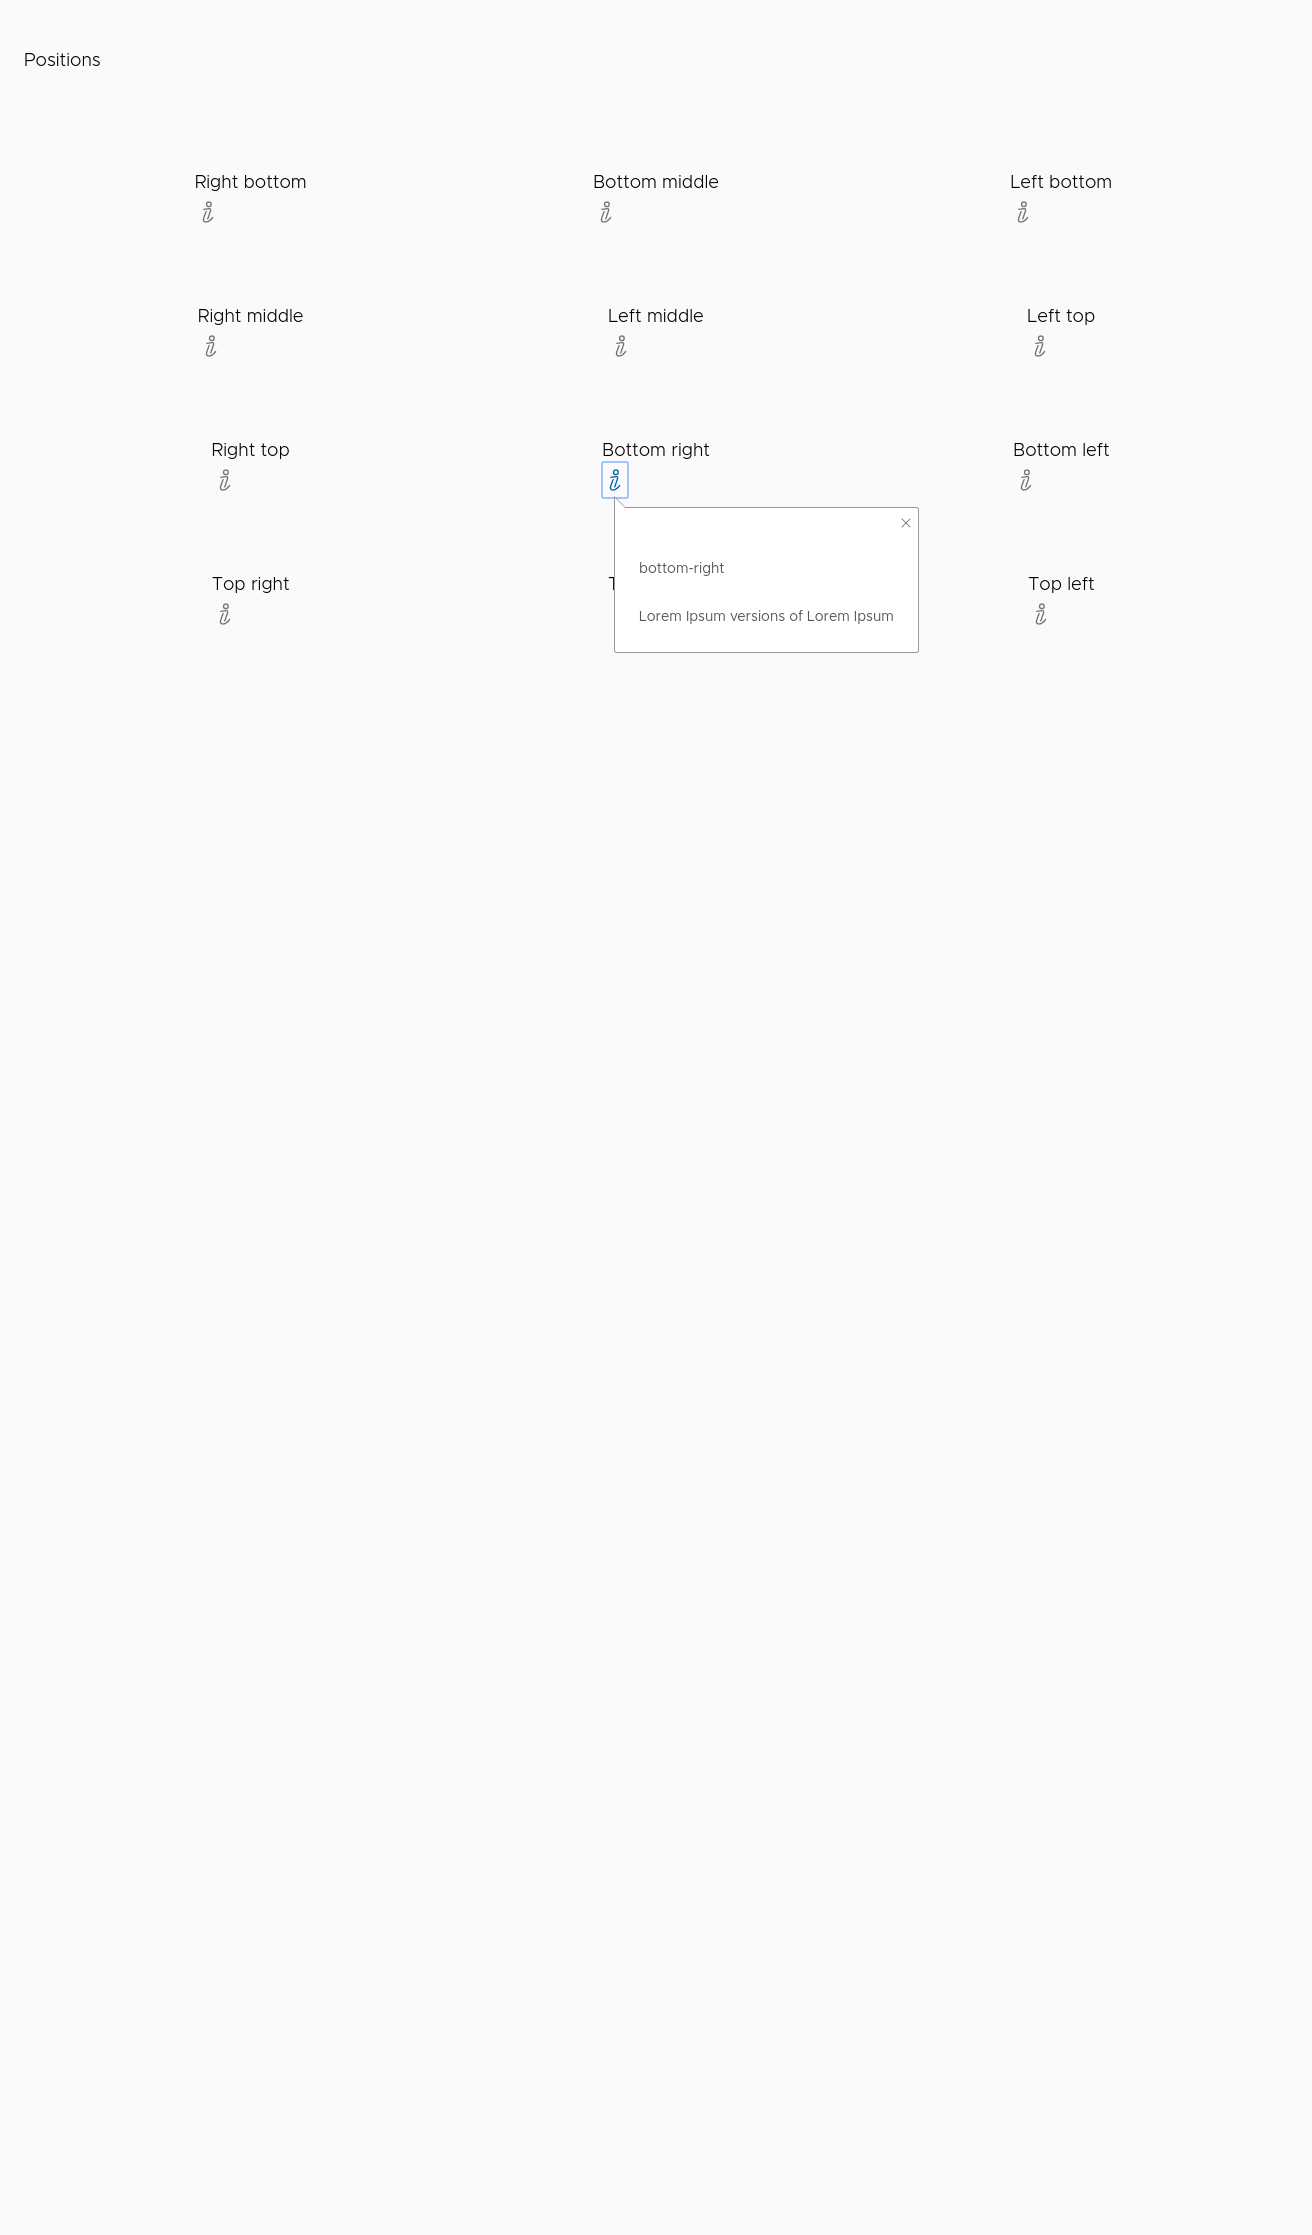 Positions
Right bottom
Bottom middle
Left bottom
Right middle
Left middle
Left top
Right top
Bottom right
Bottom left
bottom-right
Lorem Ipsum versions of Lorem Ipsum
Top right
Top left